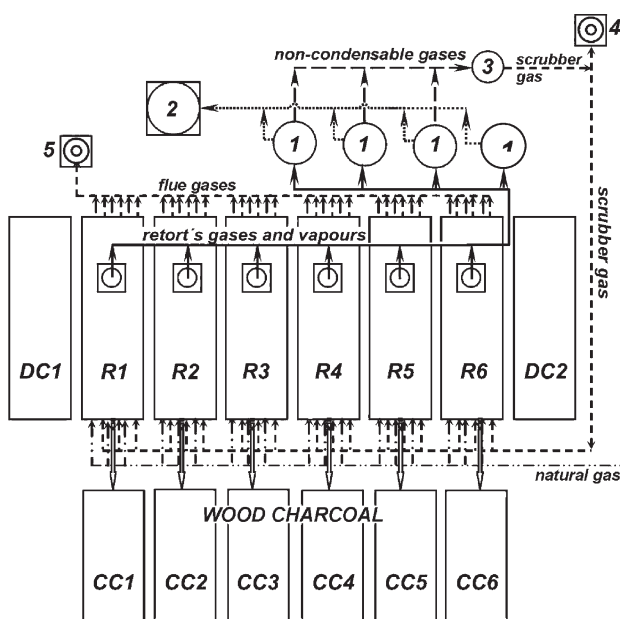 4
non-condensable gases
3
scrubber
gas
2
1
1
1
1
5
flue gases
scrubber gas
retort´s gases and vapours
DC1
R1
R2
R3
R4
R5
R6
DC2
natural gas
WOOD CHARCOAL
CC1
CC2
CC3
CC4
CC5
CC6